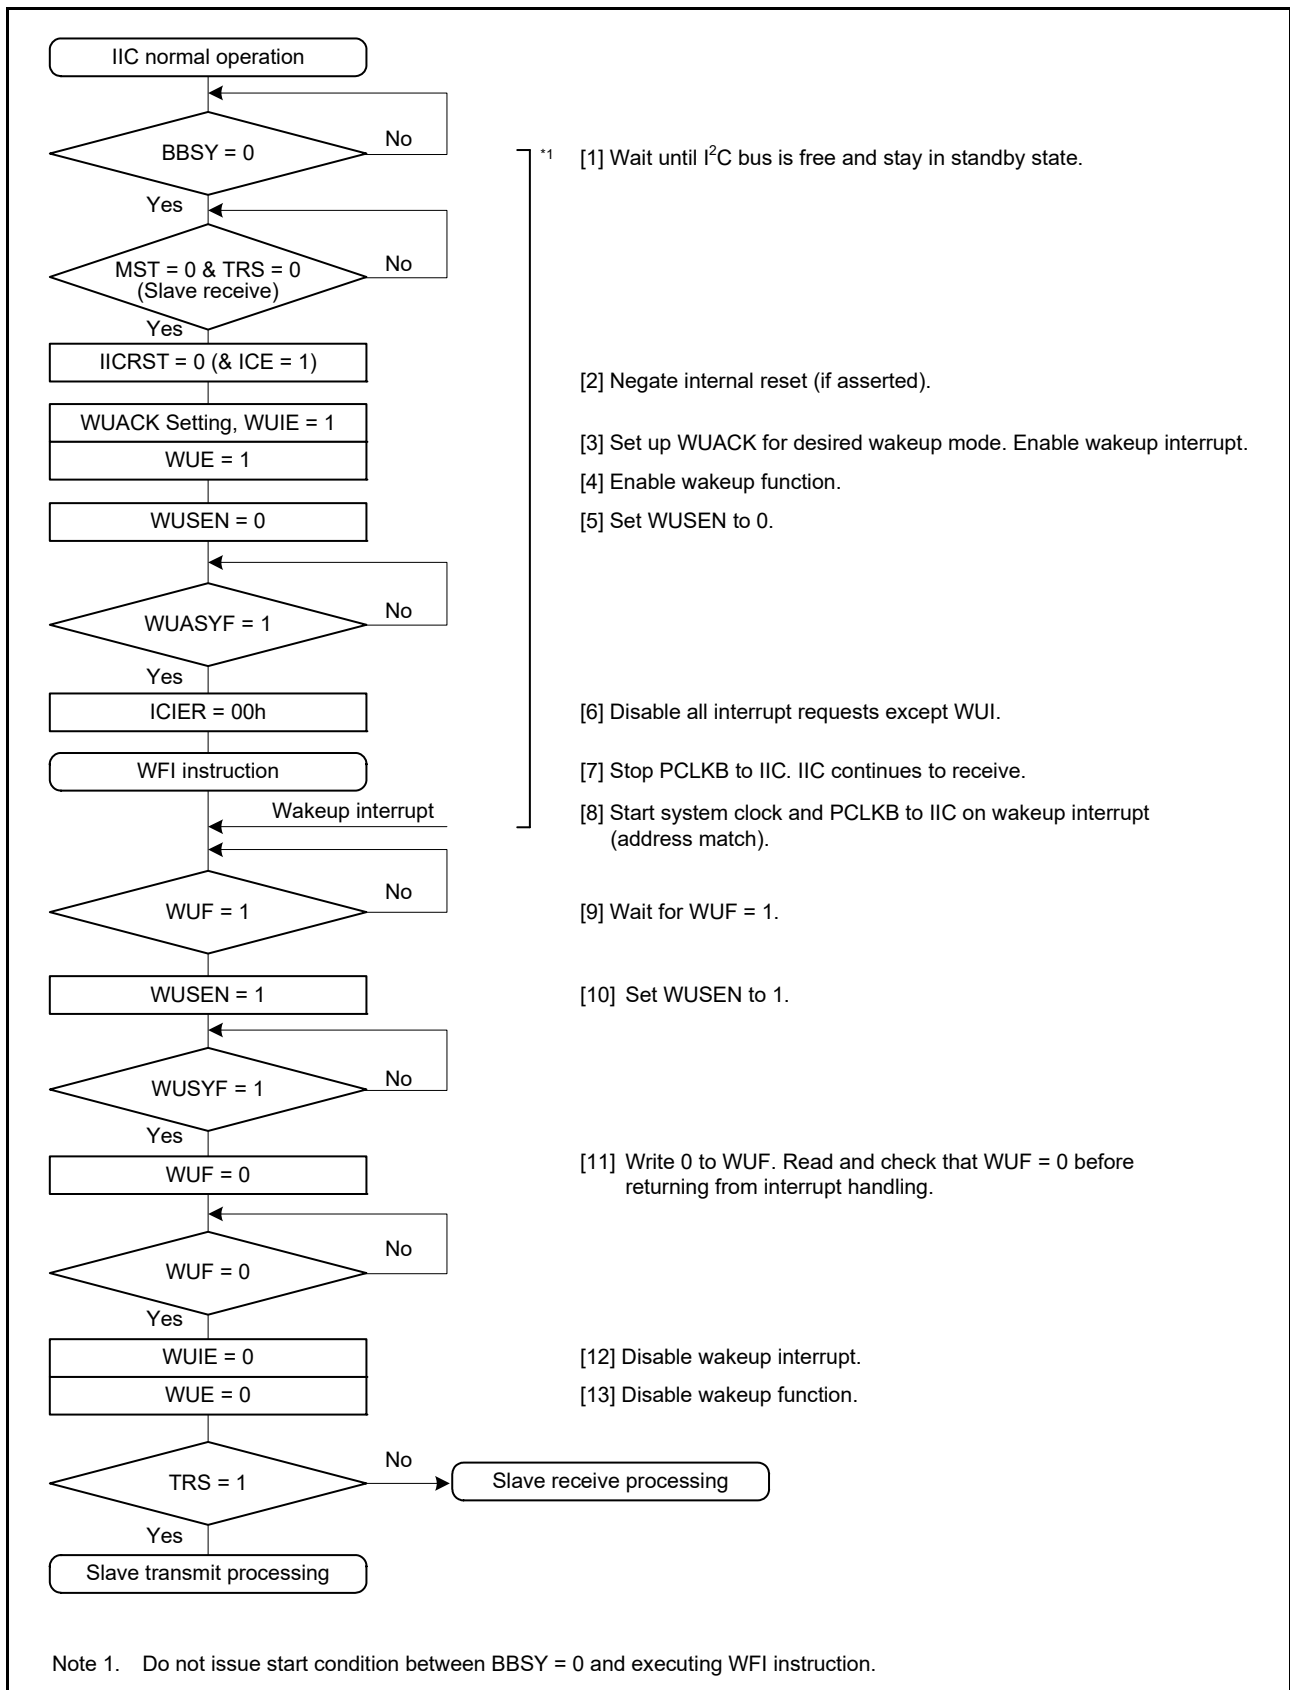 IIC normal operation
BBSY = 0
No
*1
[1] Wait until I²C bus is free and stay in standby state.
Yes
MST = 0 & TRS = 0
(Slave receive)
No
Yes
IICRST = 0 (& ICE = 1)
[2] Negate internal reset (if asserted).
WUACK Setting, WUIE = 1
[3] Set up WUACK for desired wakeup mode. Enable wakeup interrupt.
WUE = 1
[4] Enable wakeup function.
WUSEN = 0
[5] Set WUSEN to 0.
WUASYF = 1
No
Yes
ICIER = 00h
[6] Disable all interrupt requests except WUI.
WFI instruction
[7] Stop PCLKB to IIC. IIC continues to receive.
Wakeup interrupt
[8] Start system clock and PCLKB to IIC on wakeup interrupt
(address match).
No
WUF = 1
[9] Wait for WUF = 1.
WUSEN = 1
[10] Set WUSEN to 1.
WUSYF = 1
No
Yes
WUF = 0
[11] Write 0 to WUF. Read and check that WUF = 0 before
returning from interrupt handling.
No
WUF = 0
Yes
WUIE = 0
[12] Disable wakeup interrupt.
WUE = 0
[13] Disable wakeup function.
TRS = 1
No
Slave receive processing
Yes
Slave transmit processing
Note 1. Do not issue start condition between BBSY = 0 and executing WFI instruction.